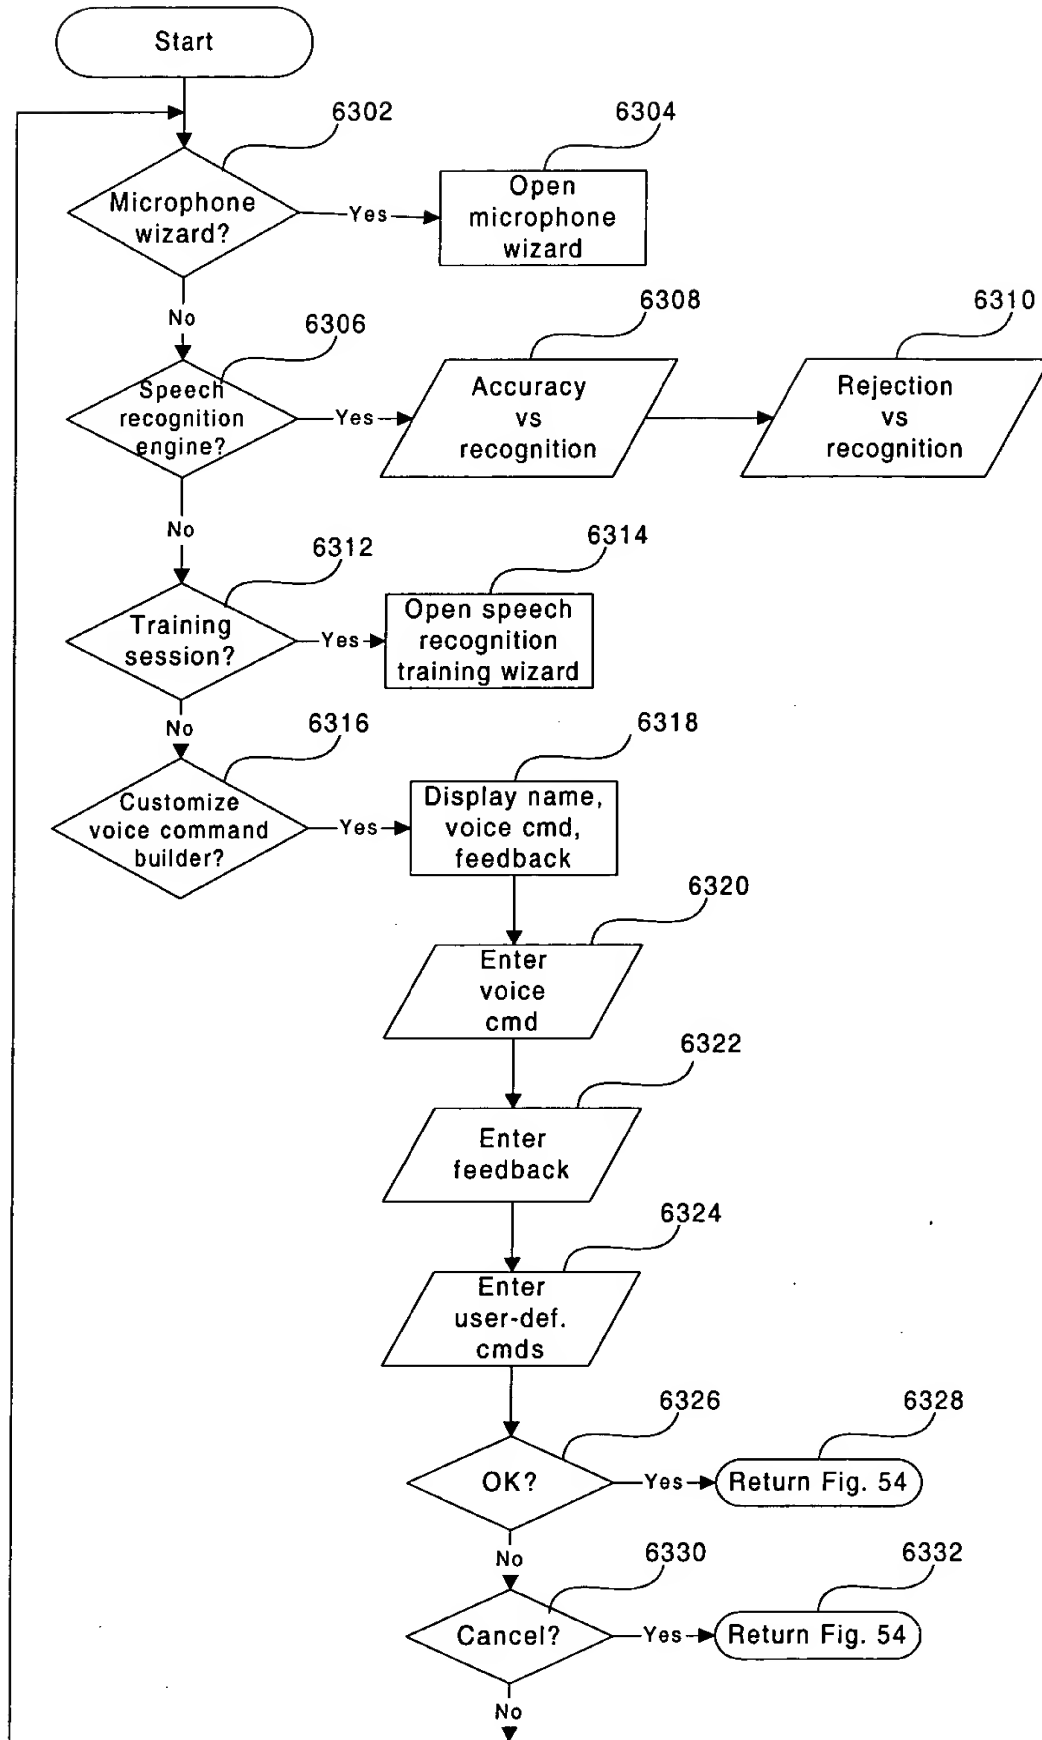 Start
6302
6304
Microphone
wizard?
Yes
Open
microphone
wizard
No
6306
6308
6310
Speech
recognition
engine?
Yes
Accuracy
vs
recognition
Rejection
vs
recognition
No
6312
6314
Training
session?
Yes
Open speech
recognition
training wizard
No
6316
6318
Customize
voice command
builder?
Yes
Display name,
voice cmd,
feedback
6320
Enter
voice
cmd
6322
Enter
feedback
6324
Enter
user-def.
cmds
6326
6328
OK?
Yes
Return Fig. 54
No
6330
6332
Cancel?
Yes
Return Fig. 54
No